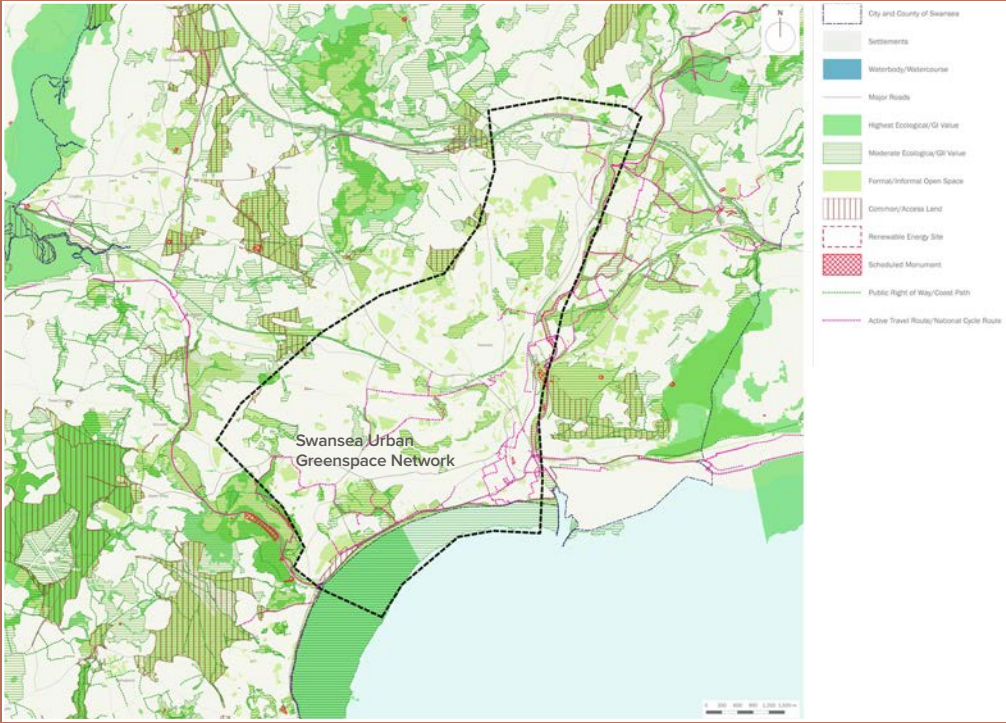 N
Swansea Urban
Greenspace Network
City and County of Swansea
Settlements
Waterbody/Watercourse
Major Roads
Highest Ecological/GI Value
Moderate Ecologica/GII Value
Formal/Informal Open Space
Common/Access Land
Renewable Energy Site
Scheduled Monument
Public Right of Way/Coast Path
Active Travel Route/National Cycle Route